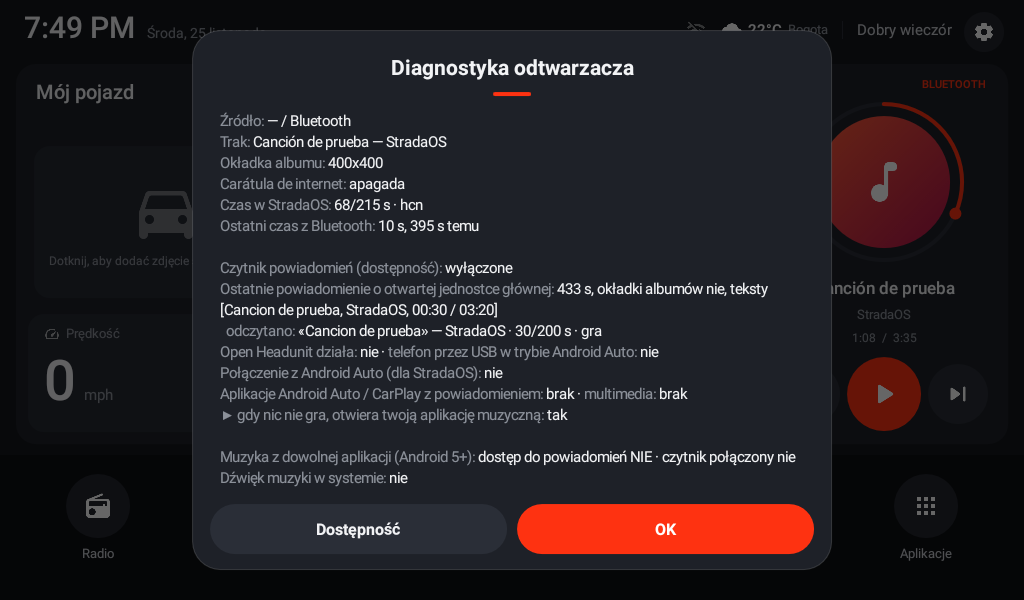 7:49 PM
Środa, 25 listopad
22°C
Bogota
Dobry wieczór
Mój pojazd
BLUETOOTH
Diagnostyka odtwarzacza
Źródło: — / Bluetooth
Trak: Canción de prueba — StradaOS
Okładka albumu: 400x400
Carátula de internet: apagada
Czas w StradaOS: 68/215 s · hcn
Ostatni czas z Bluetooth: 10 s, 395 s temu
Czytnik powiadomień (dostępność): wyłączone
Ostatnie powiadomienie o otwartej jednostce głównej: 433 s, okładki albumów nie, teksty
[Cancion de prueba, StradaOS, 00:30 / 03:20]
odczytano: «Cancion de prueba» — StradaOS · 30/200 s · gra
Open Headunit działa: nie · telefon przez USB w trybie Android Auto: nie
Połączenie z Android Auto (dla StradaOS): nie
Aplikacje Android Auto / CarPlay z powiadomieniem: brak · multimedia: brak
► gdy nic nie gra, otwiera twoją aplikację muzyczną: tak
Muzyka z dowolnej aplikacji (Android 5+): dostęp do powiadomień NIE · czytnik połączony nie
Dźwięk muzyki w systemie: nie
Dostępność
OK
Dotknij, aby dodać zdjęcie
Prędkość
0 mph
nción de prueba
StradaOS
1:08 / 3:35
Radio
Aplikacje